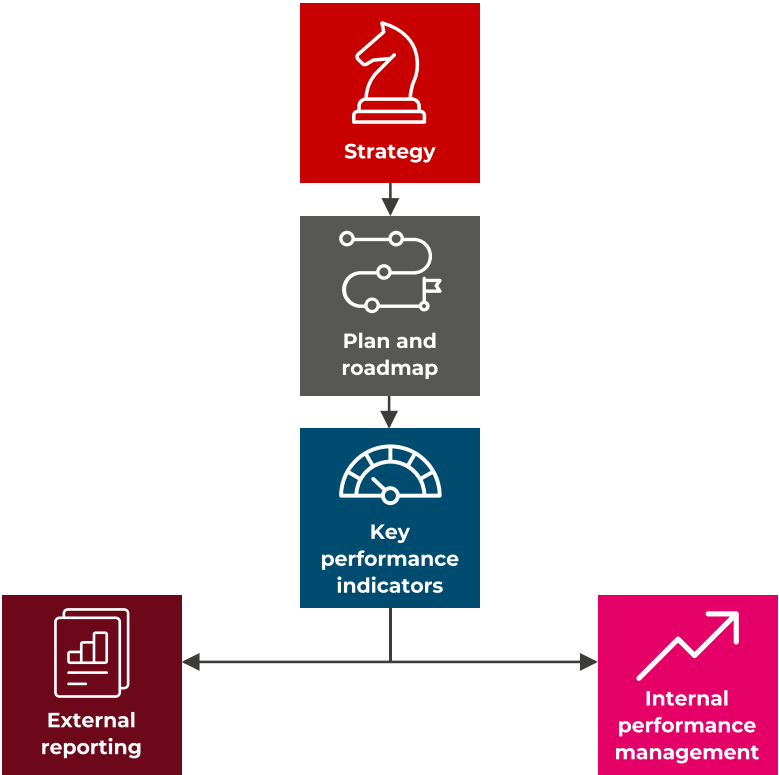 Strategy
Plan and
roadmap
Key
performance
indicators
External
reporting
Internal
performance
management